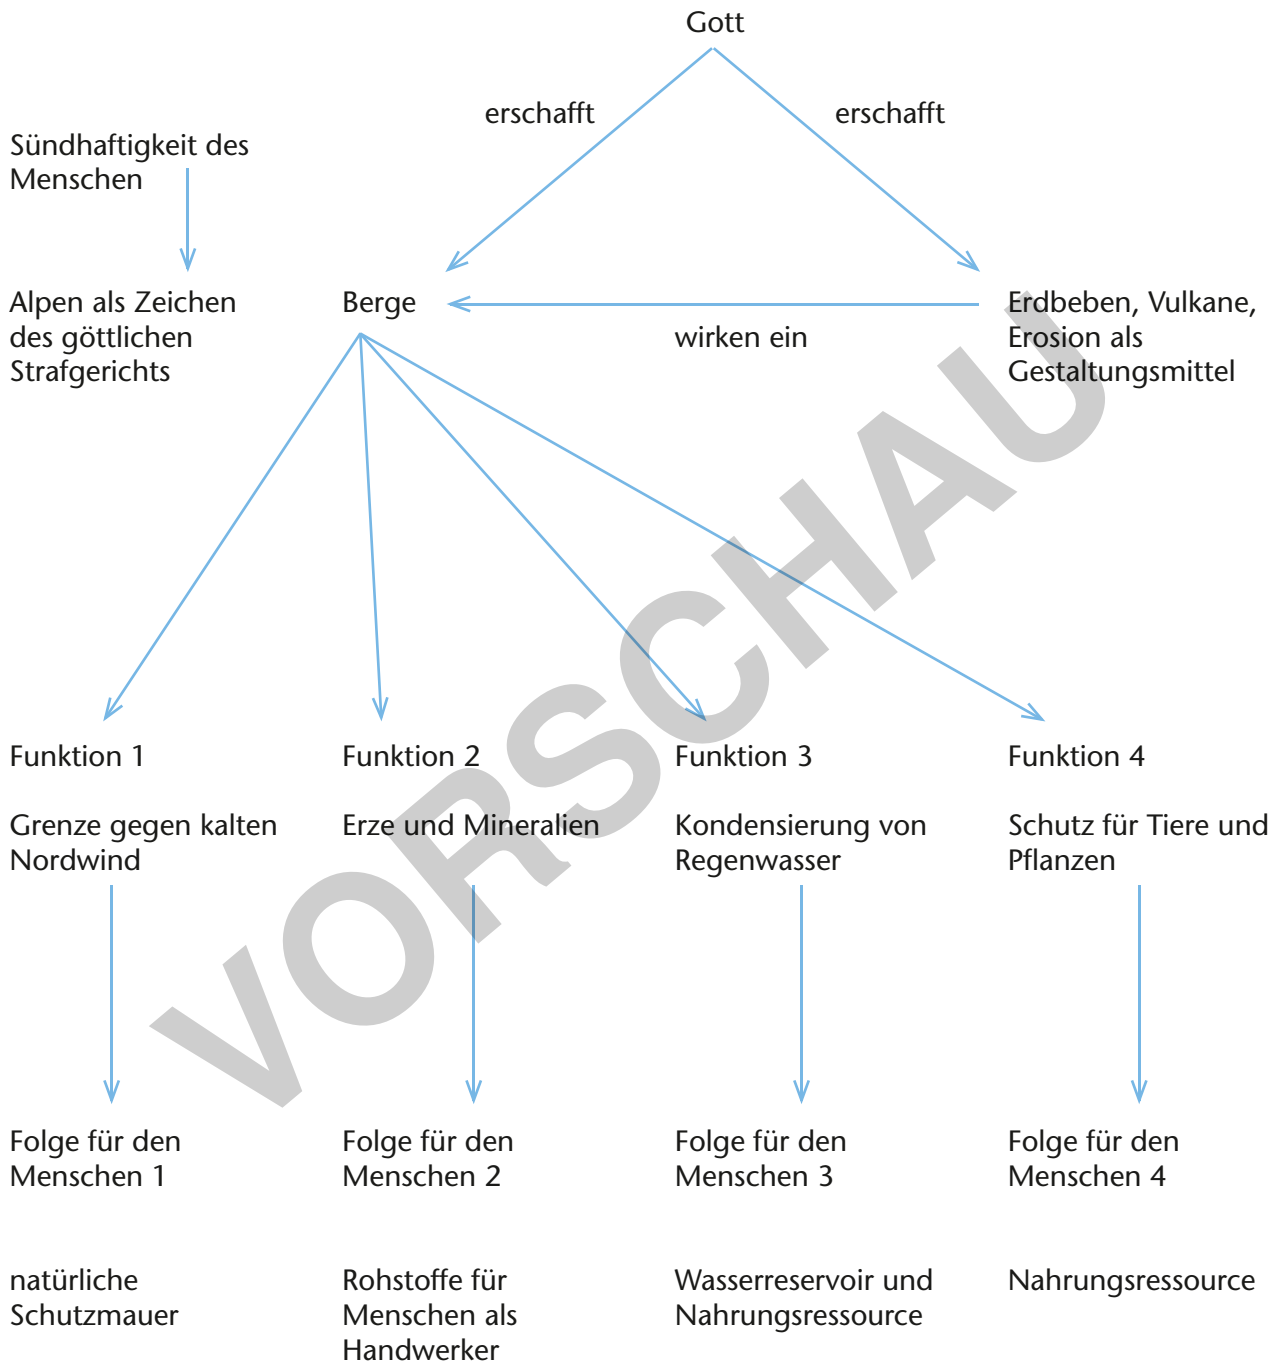 Gott
erschafft
erschafft
Sündhaftigkeit des
Menschen
Alpen als Zeichen
des göttlichen
Strafgerichts
Berge
wirken ein
Erdbeben, Vulkane,
Erosion als
Gestaltungsmittel
Funktion 1
Funktion 2
Funktion 3
Funktion 4
Grenze gegen kalten
Nordwind
Erze und Mineralien
Kondensierung von
Regenwasser
Schutz für Tiere und
Pflanzen
Folge für den
Menschen 1
Folge für den
Menschen 2
Folge für den
Menschen 3
Folge für den
Menschen 4
natürliche
Schutzmauer
Rohstoffe für
Menschen als
Handwerker
Wasserreservoir und
Nahrungsressource
Nahrungsressource
VORSCHAU